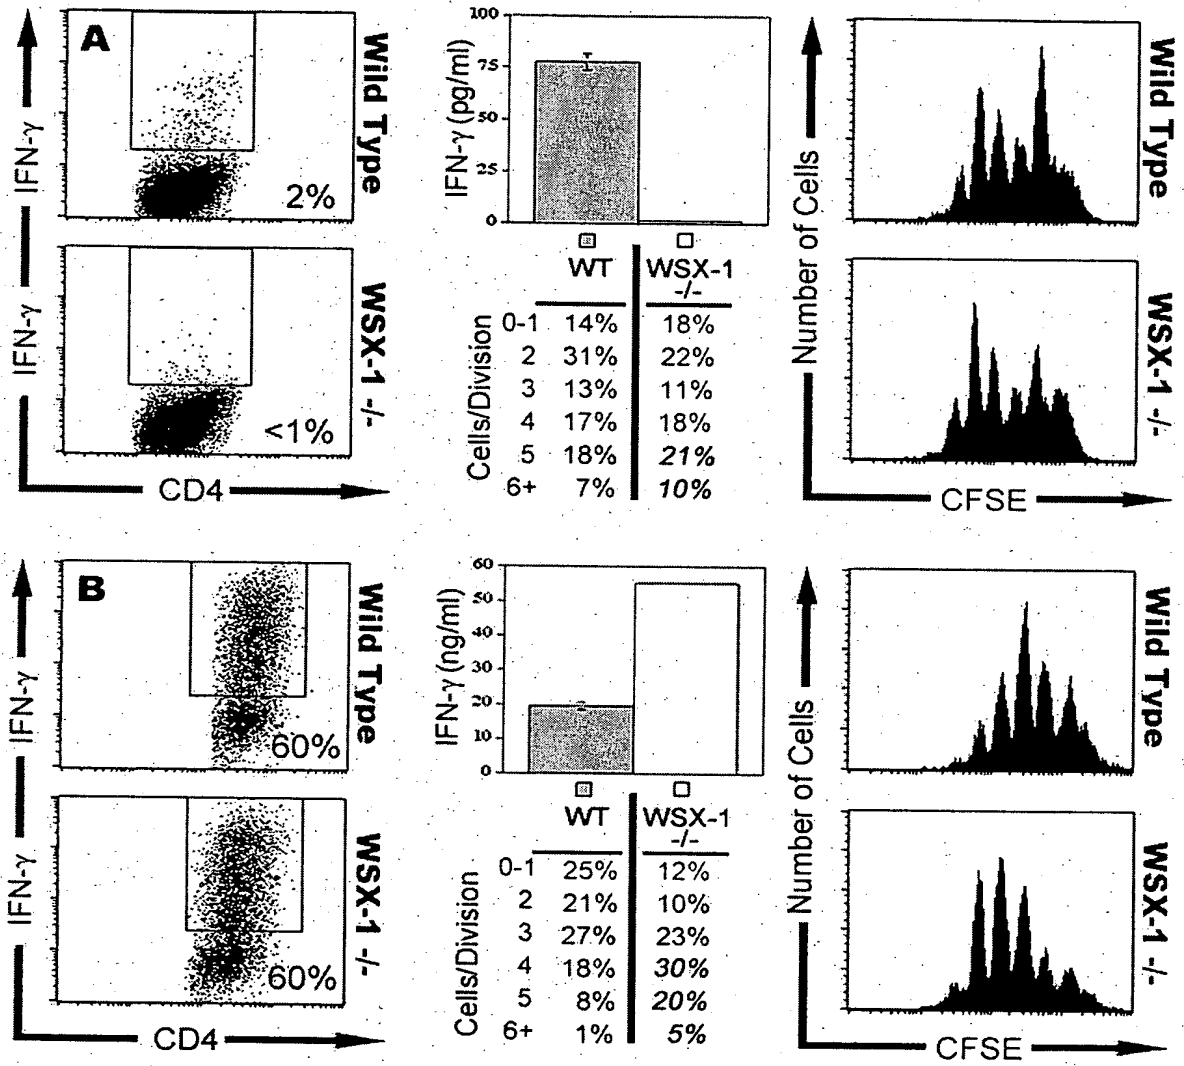 A
IFN-γ
IFN-γ
2%
Wild Type
<1%
WSX-1 -/-
CD4
IFN-γ (pg/ml)
100
75
50
25
0
WT WSX-1
-/-
Cells/Division
0-1 14% 18%
2 31% 22%
3 13% 11%
4 17% 18%
5 18% 21%
6+ 7% 10%
Number of Cells
Wild Type
WSX-1 -/-
CFSE
B
IFN-γ
IFN-γ
60%
Wild Type
60%
WSX-1 -/-
CD4
IFN-γ (ng/ml)
60
50
40
30
20
10
0
WT WSX-1
-/-
Cells/Division
0-1 25% 12%
2 21% 10%
3 27% 23%
4 18% 30%
5 8% 20%
6+ 1% 5%
Number of Cells
Wild Type
WSX-1 -/-
CFSE